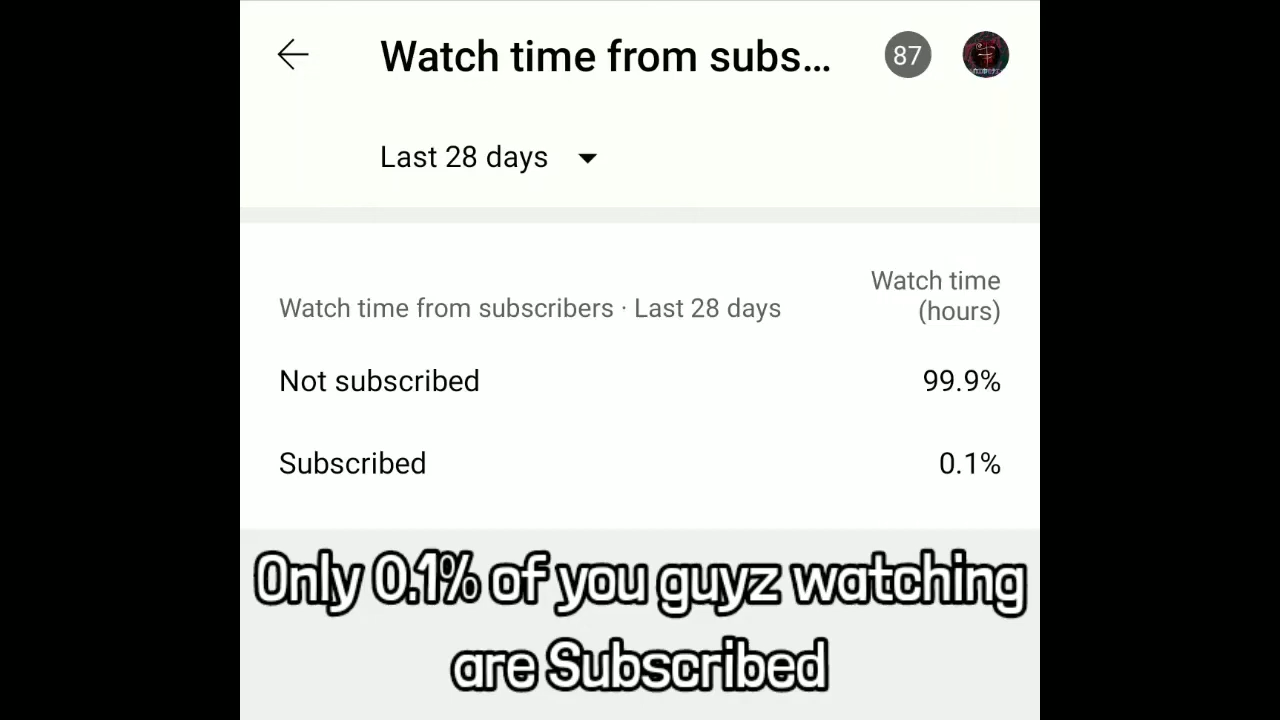 Watch time from subs...
87
Last 28 days
Watch time from subscribers · Last 28 days
Watch time
(hours)
Not subscribed 99.9%
Subscribed 0.1%
Only 0.1% of you guyz watching
are Subscribed